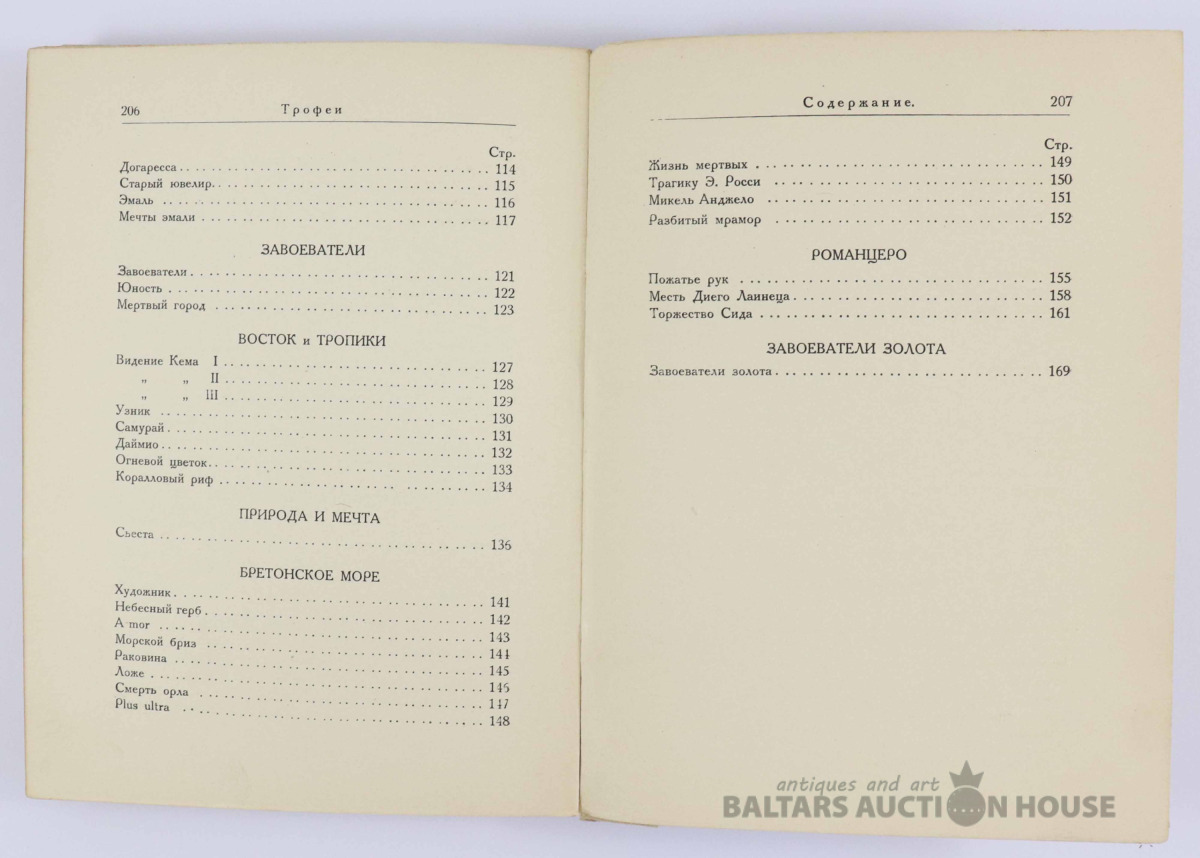 206 Трофеи
Стр.
Догаресса 114
Старый ювелир 115
Эмаль 116
Мечты эмали 117
ЗАВОЕВАТЕЛИ
Завоеватели 121
Юность 122
Мертвый город 123
ВОСТОК и ТРОПИКИ
Видение Кема I 127
„ „ II 128
„ „ III 129
Узник 130
Самурай 131
Даймио 132
Огневой цветок 133
Коралловый риф 134
ПРИРОДА И МЕЧТА
Сьеста 136
БРЕТОНСКОЕ МОРЕ
Художник 141
Небесный герб 142
A mor 143
Морской бриз 144
Раковина 145
Ложе 146
Смерть орла 147
Plus ultra 148
Содержание. 207
Стр.
Жизнь мертвых 149
Трагику Э. Росси 150
Микель Анджело 151
Разбитый мрамор 152
РОМАНЦЕРО
Пожатье рук 155
Месть Диего Лаинеца 158
Торжество Сида 161
ЗАВОЕВАТЕЛИ ЗОЛОТА
Завоеватели золота 169
antiques and art
BALTARS AUCTION HOUSE